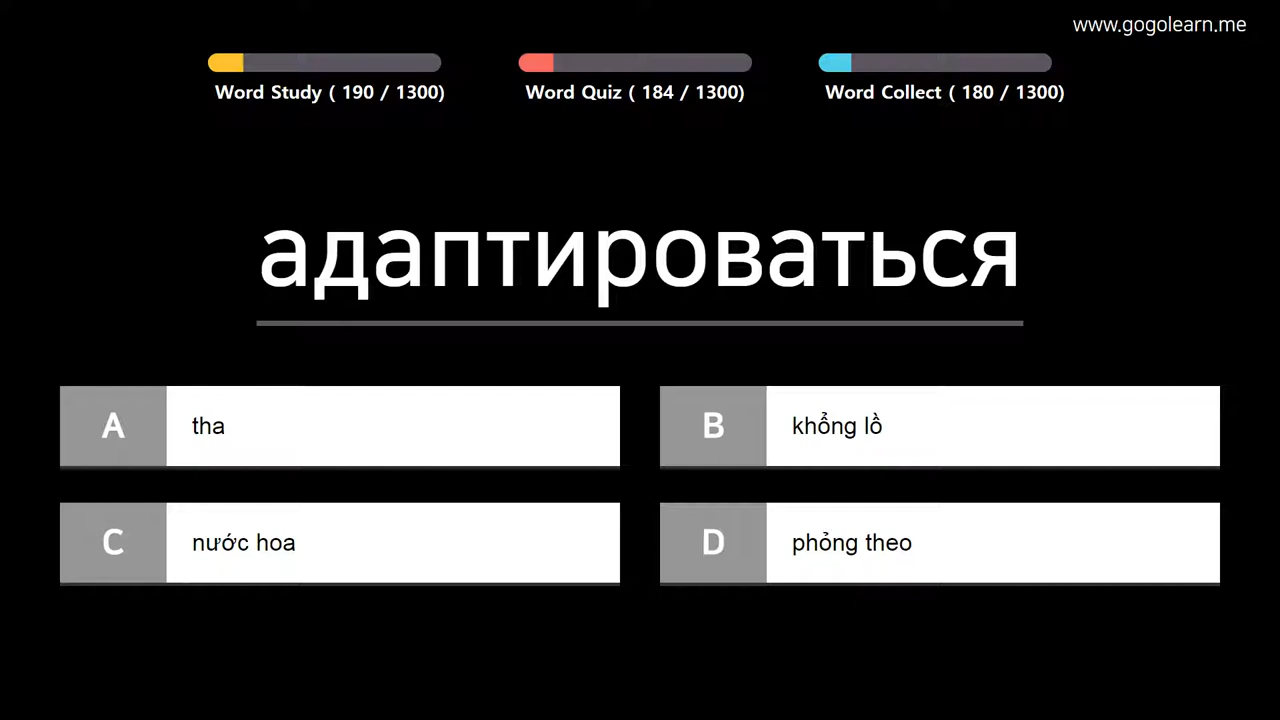 www.gogolearn.me
Word Study ( 190 / 1300)
Word Quiz ( 184 / 1300)
Word Collect ( 180 / 1300)
адаптироваться
A
tha
B
khổng lồ
C
nước hoa
D
phỏng theo